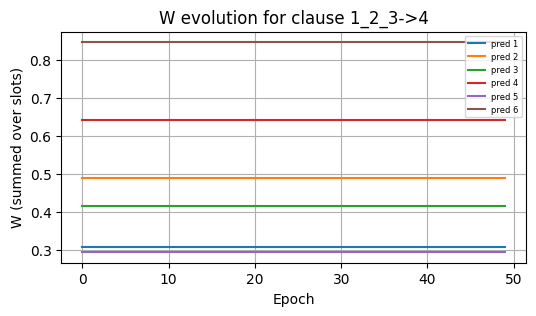 W evolution for clause 1_2_3->4
W (summed over slots)
0.8
0.7
0.6
0.5
0.4
0.3
pred 1
pred 2
pred 3
pred 4
pred 5
pred 6
0 10 20 30 40 50
Epoch